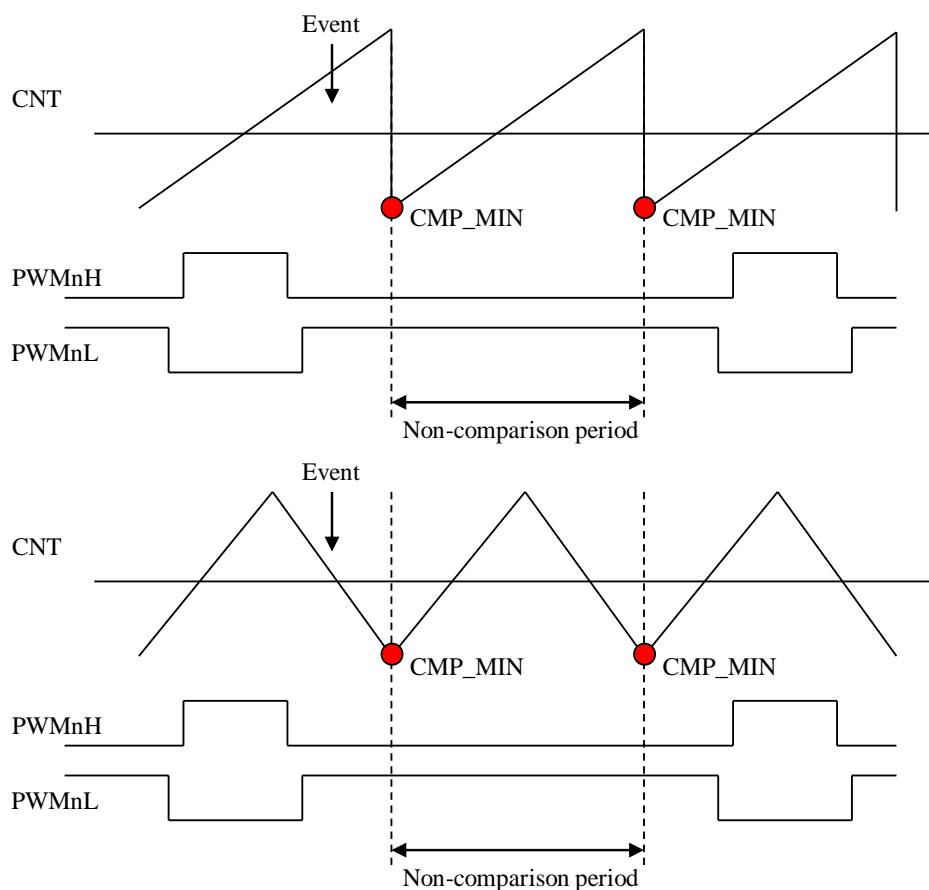 Event
CNT
CMP_MIN CMP_MIN
PWMnH
PWMnL
Non-comparison period
Event
CNT
CMP_MIN CMP_MIN
PWMnH
PWMnL
Non-comparison period